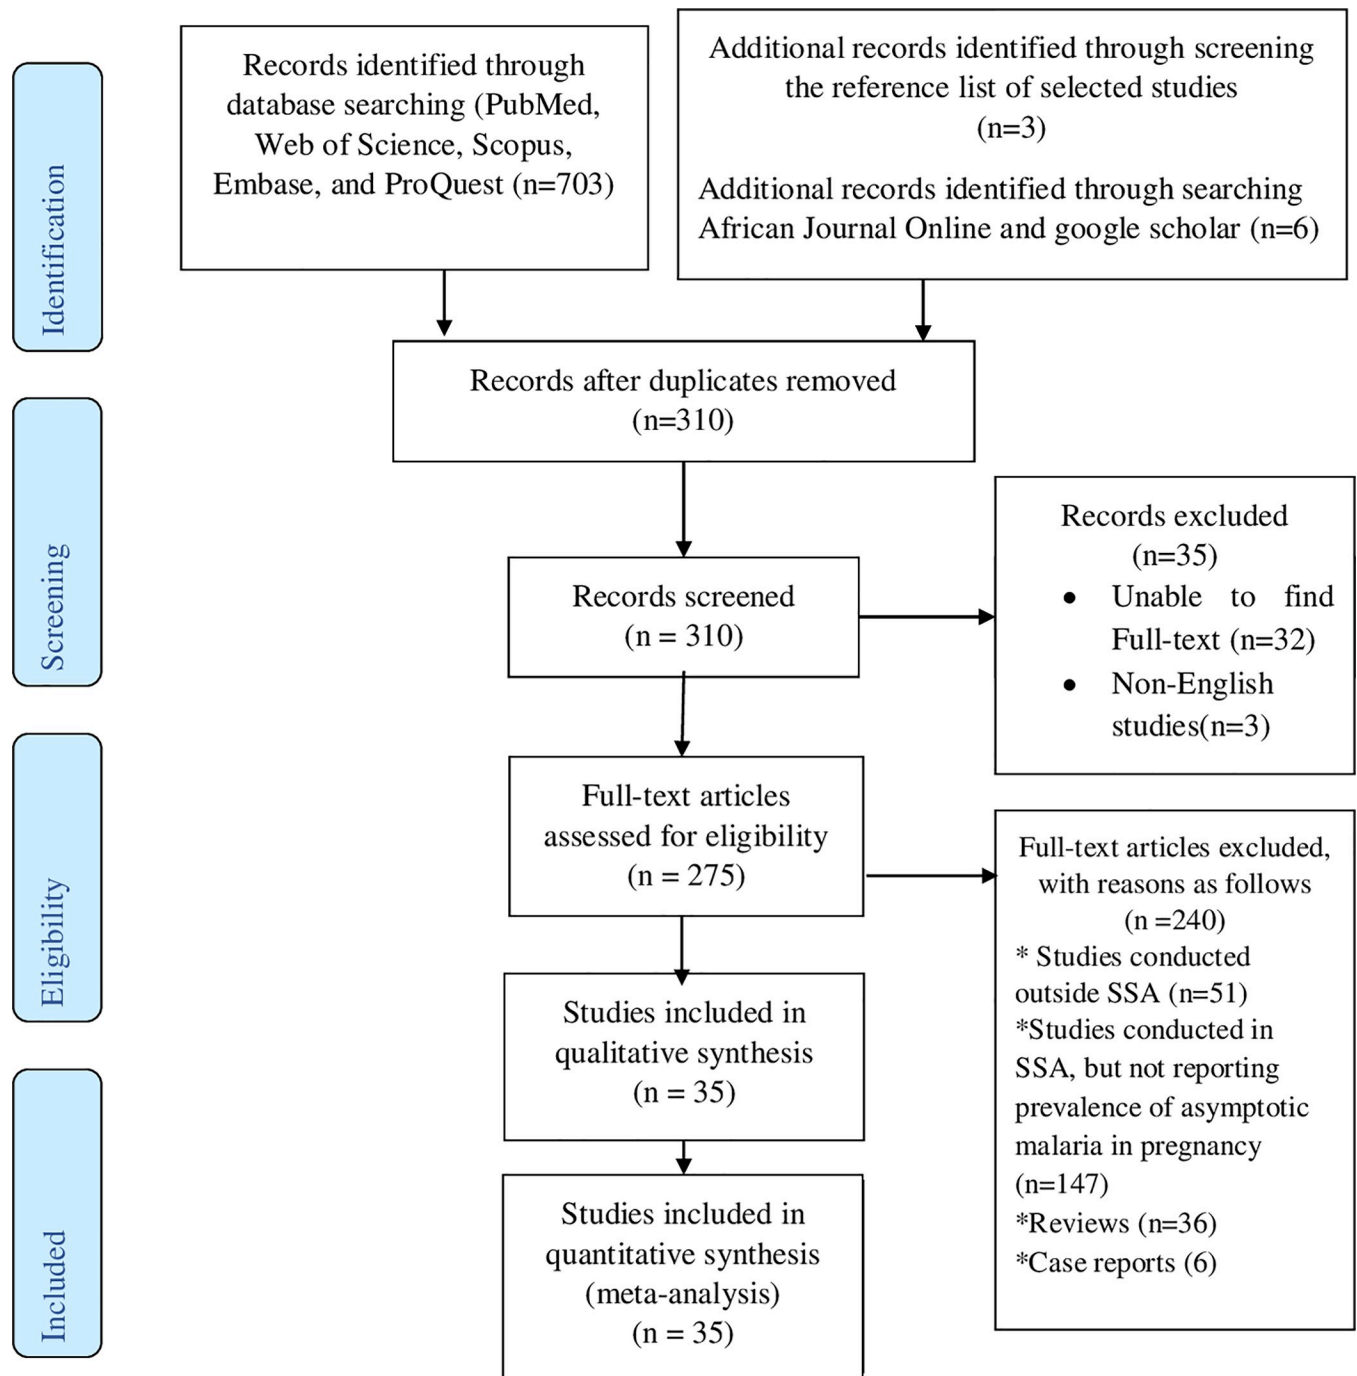 Identification
Records identified through
database searching (PubMed,
Web of Science, Scopus,
Embase, and ProQuest (n=703)
Additional records identified through screening
the reference list of selected studies
(n=3)
Additional records identified through searching
African Journal Online and google scholar (n=6)
Records after duplicates removed
(n=310)
Screening
Records screened
(n = 310)
Records excluded
(n=35)
• Unable to find
Full-text (n=32)
• Non-English
studies(n=3)
Eligibility
Full-text articles
assessed for eligibility
(n = 275)
Full-text articles excluded,
with reasons as follows
(n =240)
* Studies conducted
outside SSA (n=51)
*Studies conducted in
SSA, but not reporting
prevalence of asymptotic
malaria in pregnancy
(n=147)
*Reviews (n=36)
*Case reports (6)
Studies included in
qualitative synthesis
(n = 35)
Included
Studies included in
quantitative synthesis
(meta-analysis)
(n = 35)